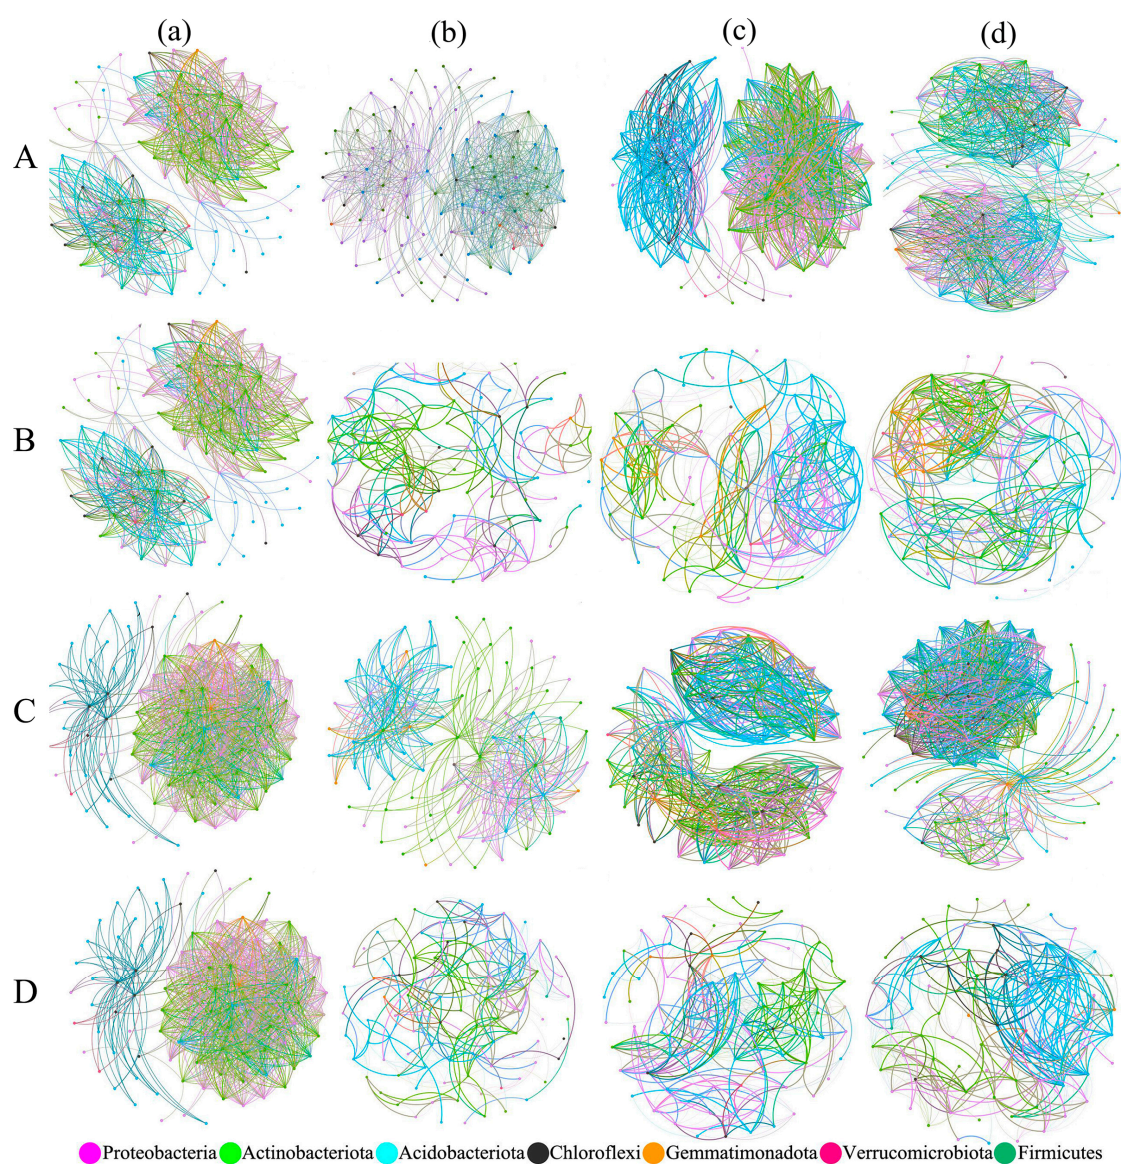 (a) (b) (c) (d)
A
B
C
D
Proteobacteria Actinobacteriota Acidobacteriota Chloroflexi Gemmatimonadota Verrucomicrobiota Firmicutes